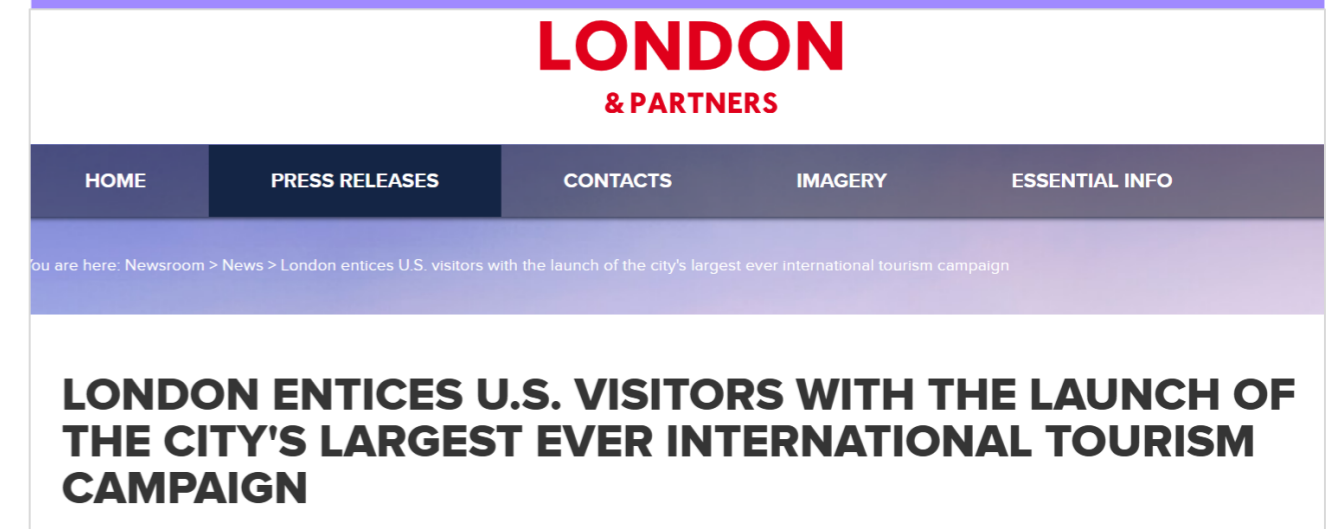 LONDON
& PARTNERS
HOME PRESS RELEASES CONTACTS IMAGERY ESSENTIAL INFO
You are here: Newsroom > News > London entices U.S. visitors with the launch of the city's largest ever international tourism campaign
LONDON ENTICES U.S. VISITORS WITH THE LAUNCH OF
THE CITY'S LARGEST EVER INTERNATIONAL TOURISM
CAMPAIGN